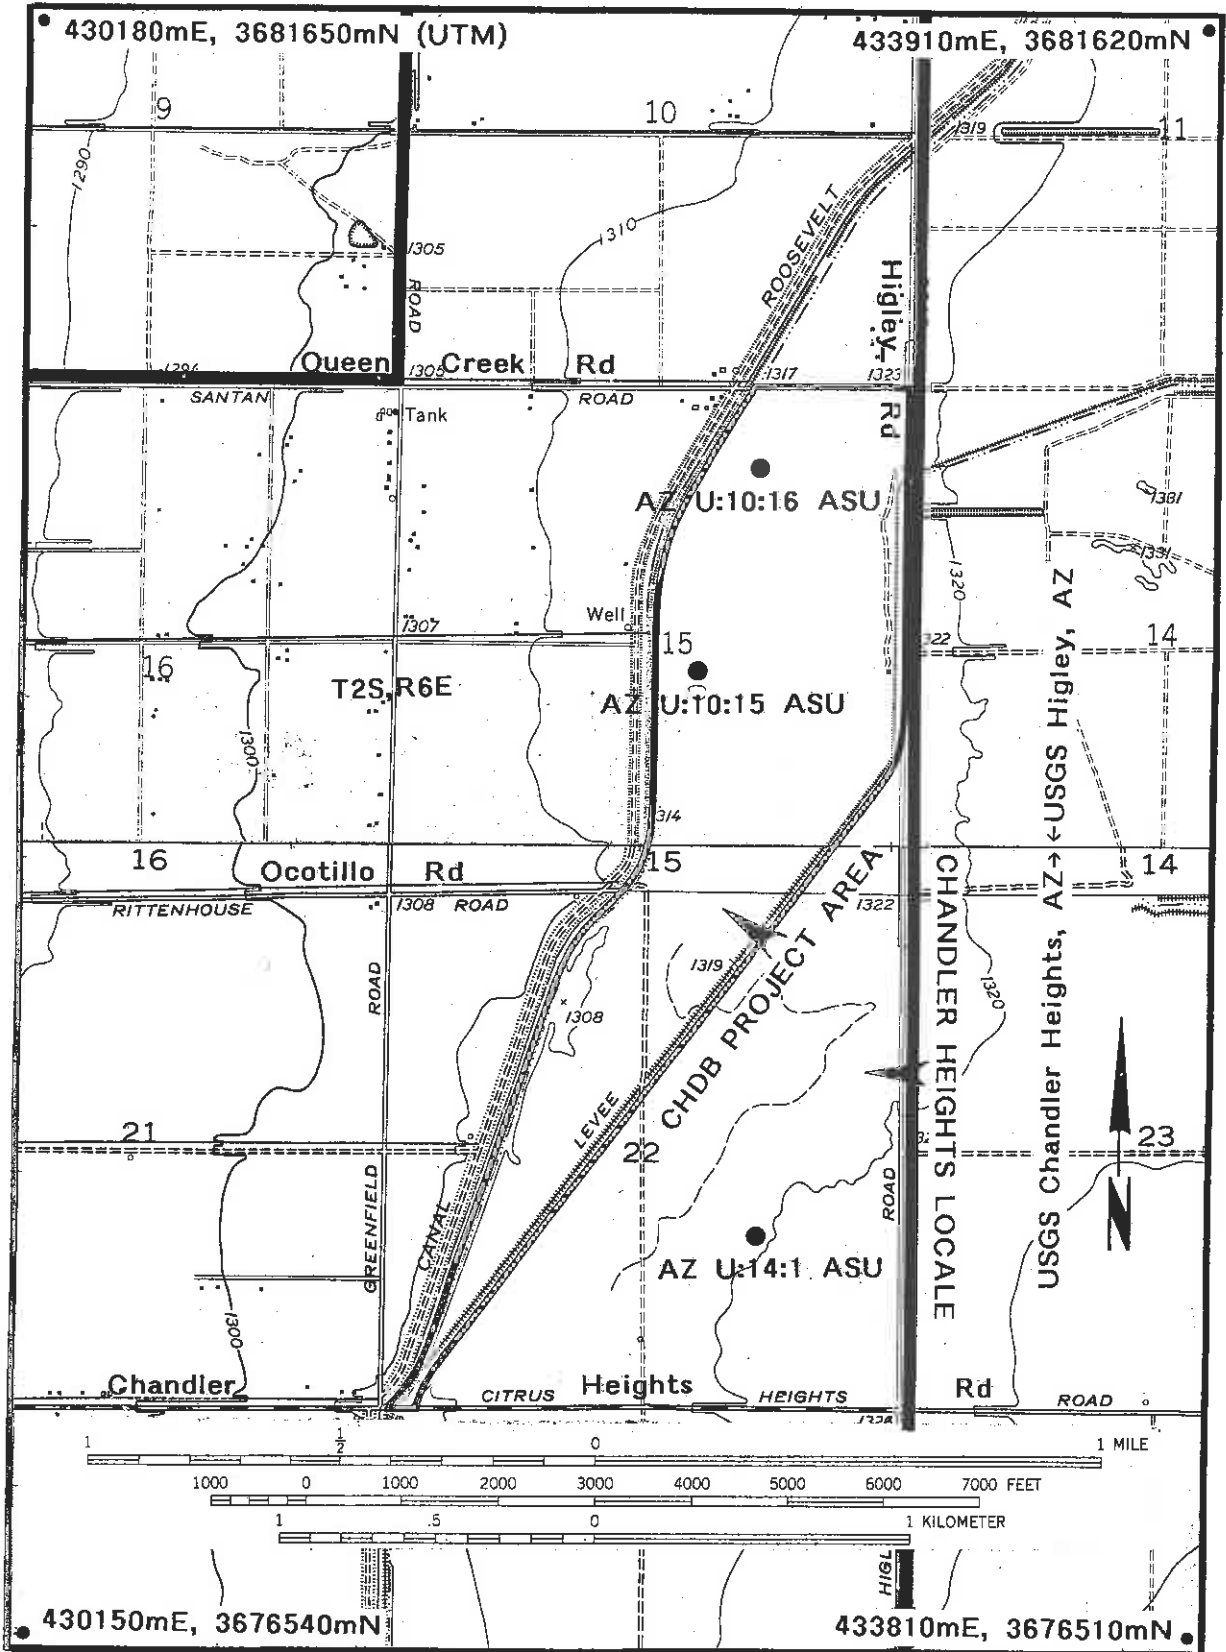 430180mE, 3681650mN (UTM)
433910mE, 3681620mN
9
10
1319
11
1290
1310
ROOSEVELT
1305
ROAD
Higley
Rd
Queen Creek Rd
1305
1317
1323
SANTAN
ROAD
Tank
AZ U:10:16 ASU
1331
1331
1320
Well
1307
1322
15
14
16
T2S,R6E
AZ U:10:15 ASU
1300
314
16
15
14
Ocotillo Rd
RITTENHOUSE
1308 ROAD
1322
1319
1308
1320
ROAD
GREENFIELD
CHDB PROJECT AREA
CHANDLER HEIGHTS LOCALE
USGS Chandler Heights, AZ→←USGS Higley, AZ
LEVEE
21
22
23
CANAL
ROAD
N
AZ U:14:1 ASU
1300
Chandler Heights Rd
CITRUS HEIGHTS ROAD
1326
1 1/2 0 1 MILE
1000 0 1000 2000 3000 4000 5000 6000 7000 FEET
1 .5 0 1 KILOMETER
HIGL
430150mE, 3676540mN
433810mE, 3676510mN